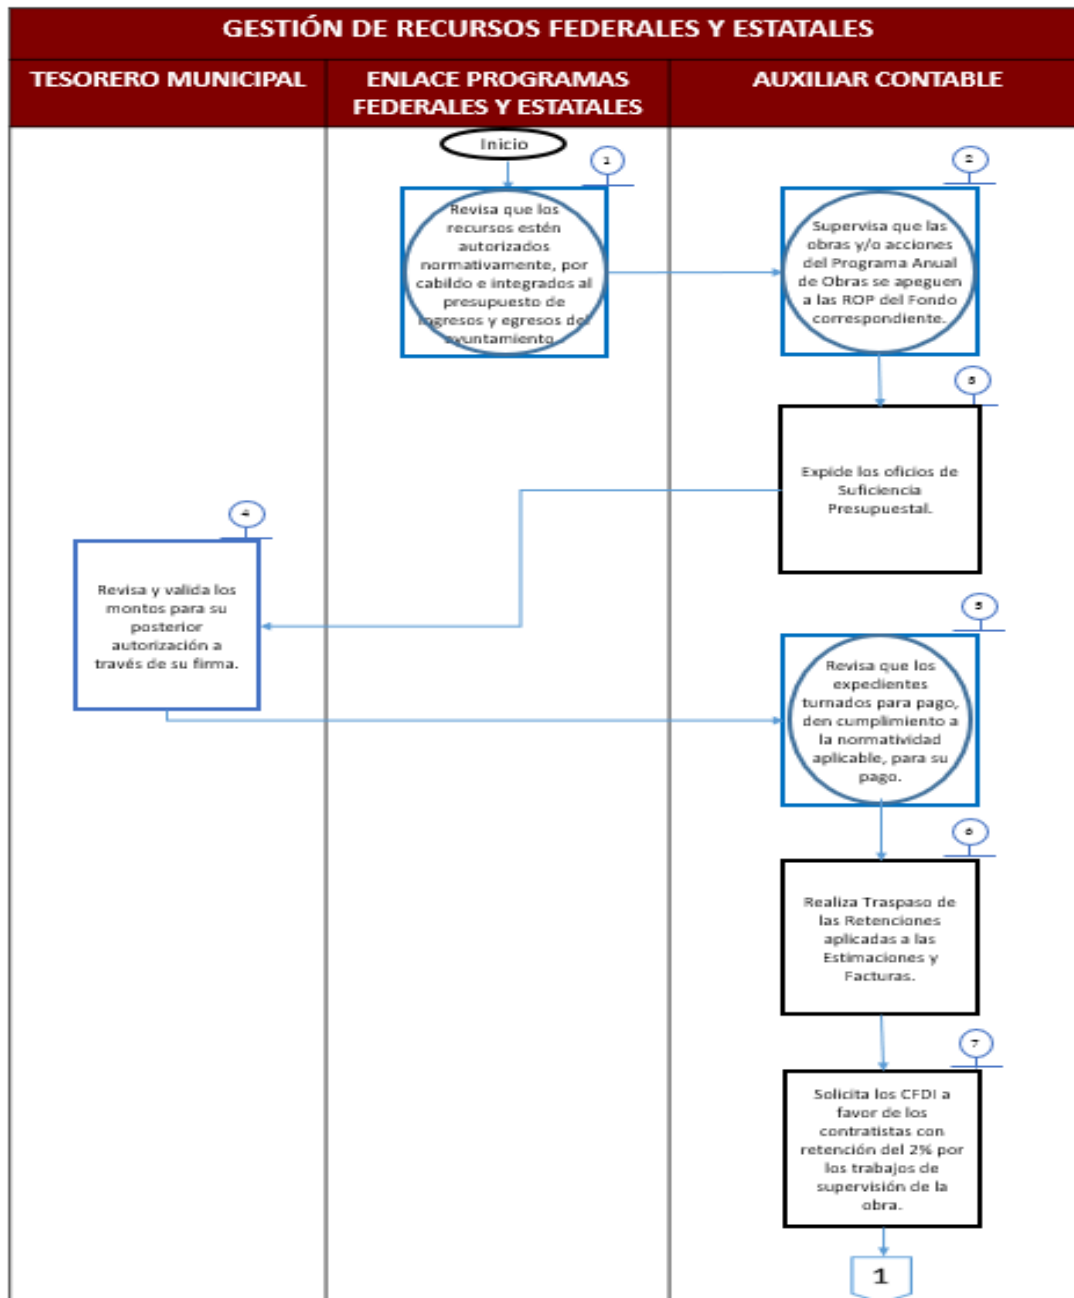 GESTIÓN DE RECURSOS FEDERALES Y ESTATALES
TESORERO MUNICIPAL
ENLACE PROGRAMAS
FEDERALES Y ESTATALES
AUXILIAR CONTABLE
Inicio
1
Revisa que los
recursos estén
autorizados
normativamente, por
cabildo e integrados al
presupuesto de
ingresos y egresos del
ayuntamiento.
2
Supervisa que las
obras y/o acciones
del Programa Anual
de Obras se apeguen
a las ROP del Fondo
correspondiente.
3
Expide los oficios de
Suficiencia
Presupuestal.
4
Revisa y valida los
montos para su
posterior
autorización a
través de su firma.
5
Revisa que los
expedientes
turnados para pago,
den cumplimiento a
la normatividad
aplicable, para su
pago.
6
Realiza Traspaso de
las Retenciones
aplicadas a las
Estimaciones y
Facturas.
7
Solicita los CFDI a
favor de los
contratistas con
retención del 2% por
los trabajos de
supervisión de la
obra.
1